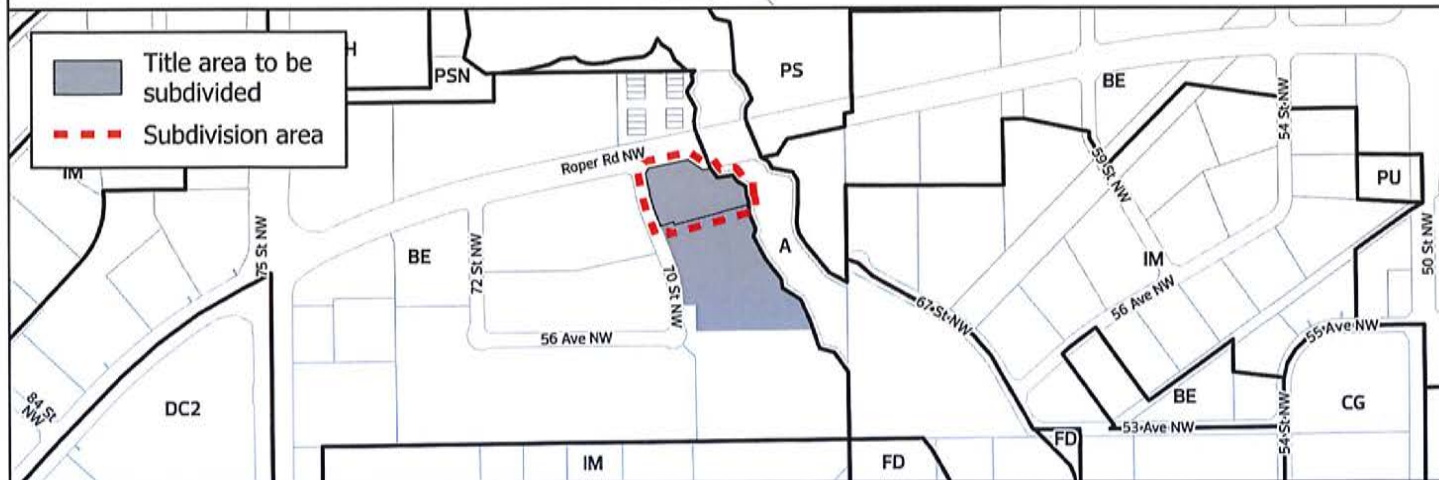 Title area to be
subdivided
Subdivision area
H
PSN
PS
BE
54 St NW
IM
Roper Rd NW
59 St NW
PU
75 St NW
BE
72 St NW
70 St NW
A
IM
50 St NW
67 St NW
56 Ave NW
56 Ave NW
55 Ave NW
84 St
NW
DC2
BE
CG
53 Ave NW
54 St NW
FD
IM
FD